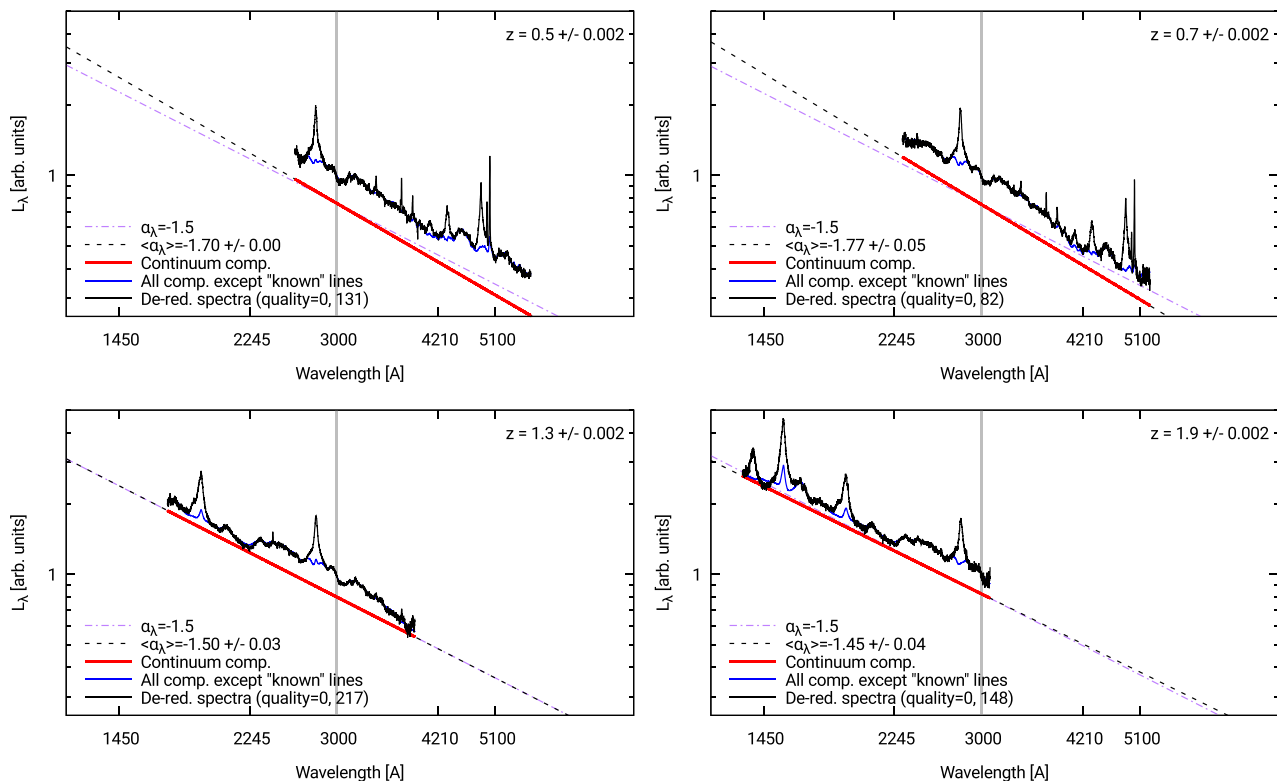 z = 0.5 +/- 0.002
L_λ [arb. units]
1
α_λ=-1.5
<α_λ>=-1.70 +/- 0.00
Continuum comp.
All comp. except "known" lines
De-red. spectra (quality=0, 131)
1450 2245 3000 4210 5100
Wavelength [A]
z = 0.7 +/- 0.002
L_λ [arb. units]
1
α_λ=-1.5
<α_λ>=-1.77 +/- 0.05
Continuum comp.
All comp. except "known" lines
De-red. spectra (quality=0, 82)
1450 2245 3000 4210 5100
Wavelength [A]
z = 1.3 +/- 0.002
L_λ [arb. units]
1
α_λ=-1.5
<α_λ>=-1.50 +/- 0.03
Continuum comp.
All comp. except "known" lines
De-red. spectra (quality=0, 217)
1450 2245 3000 4210 5100
Wavelength [A]
z = 1.9 +/- 0.002
L_λ [arb. units]
1
α_λ=-1.5
<α_λ>=-1.45 +/- 0.04
Continuum comp.
All comp. except "known" lines
De-red. spectra (quality=0, 148)
1450 2245 3000 4210 5100
Wavelength [A]